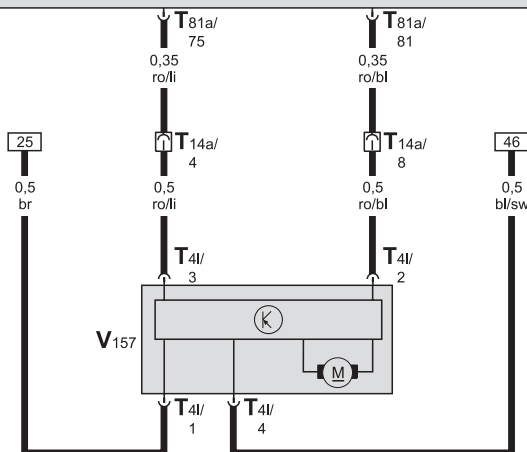 T81a/
75
T81a/
81
0,35
ro/li
0,35
ro/bl
25
T14a/
4
T14a/
8
46
0,5
br
0,5
ro/li
0,5
ro/bl
0,5
bl/sw
T4l/
3
T4l/
2
V157
M
T4l/
1
T4l/
4